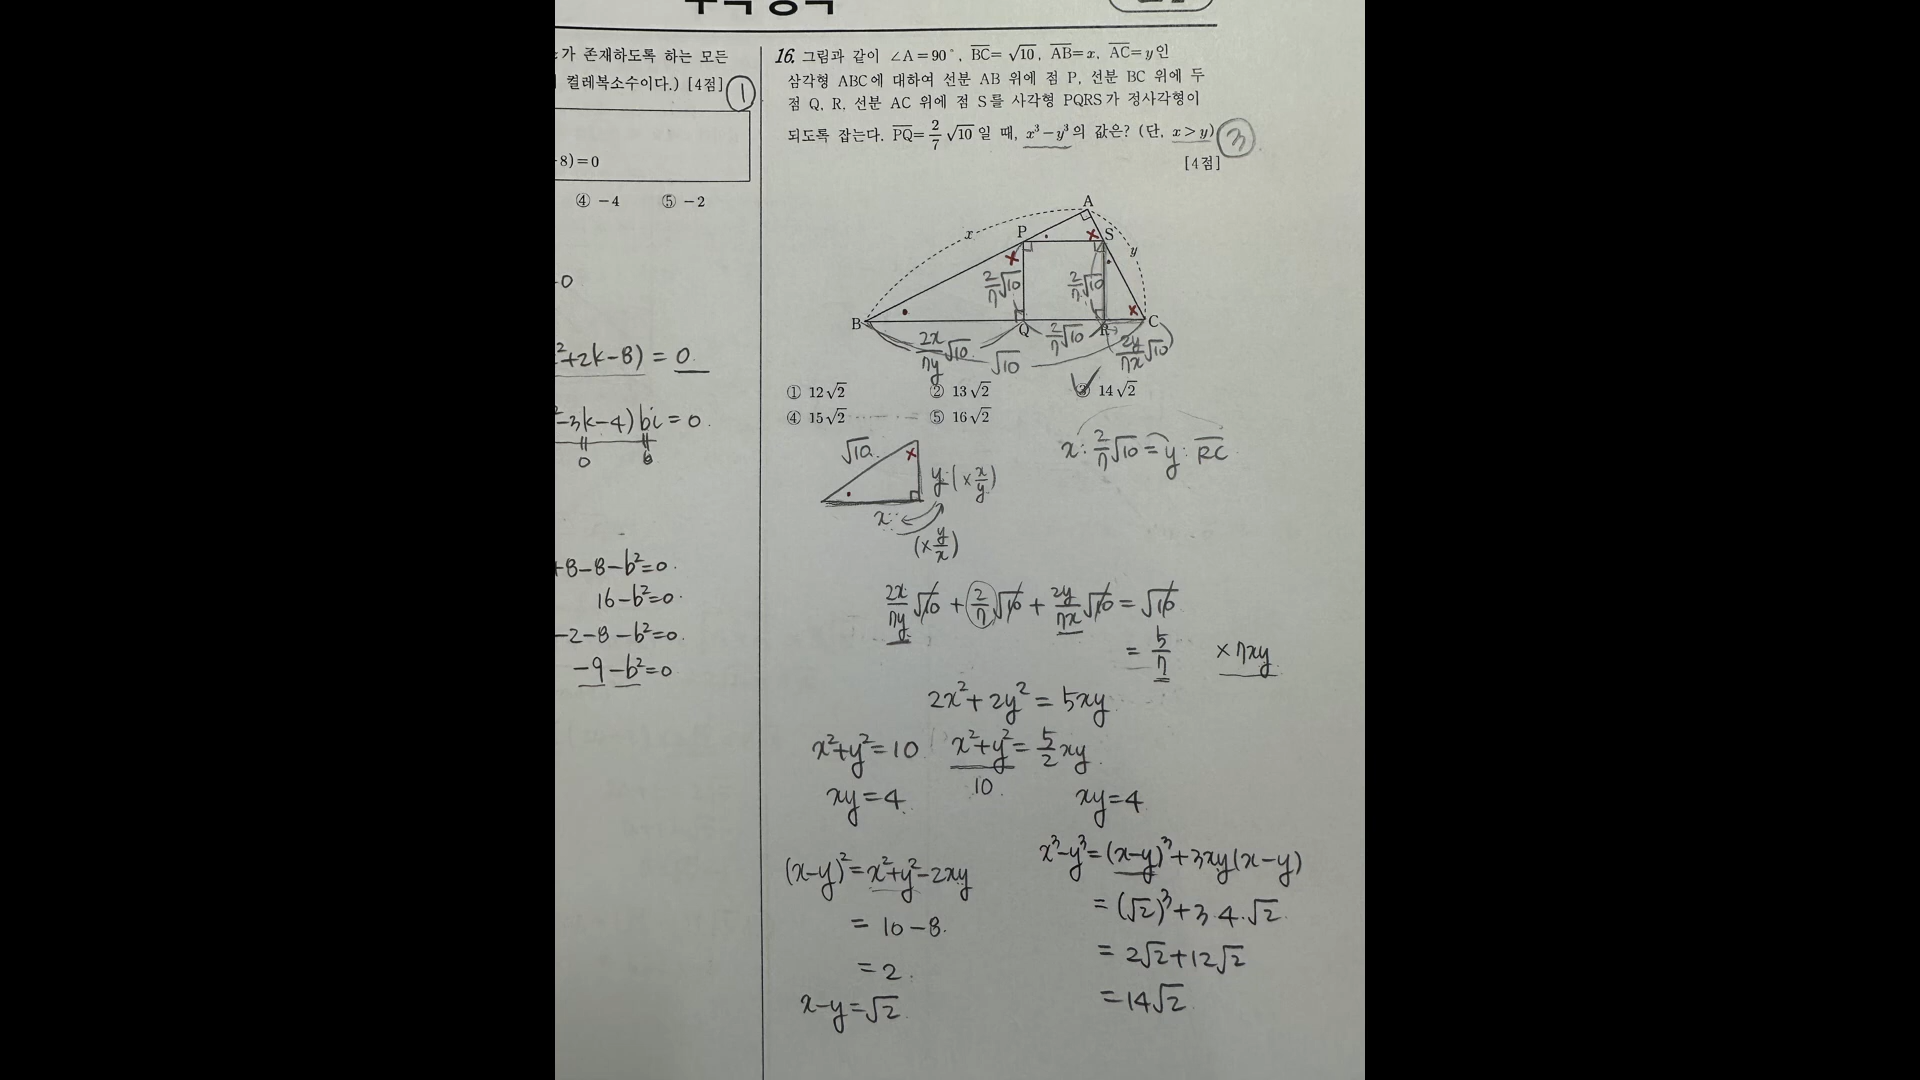 가 존재하도록 하는 모든
켤레복소수이다.) [4점] ①
-8)=0
④ -4 ⑤ -2
²+2k-8) = 0
²-3k-4) bi = 0.
0
+8-8-b²=0.
16-b²=0.
-2-8-b²=0.
-9-b²=0
16. 그림과 같이 ∠A=90°, BC=√10, AB=x, AC=y인
삼각형 ABC에 대하여 선분 AB 위에 점 P, 선분 BC 위에 두
점 Q, R, 선분 AC 위에 점 S를 사각형 PQRS가 정사각형이
되도록 잡는다. PQ=2/7√10일 때, x³-y³의 값은? (단, x>y) ③
[4점]
A
x P S y
2/7√10 2/7√10
B Q R C
2x/7y√10 √10 2/7√10 2y/7x√10
① 12√2 ② 13√2 ③ 14√2
④ 15√2 ⑤ 16√2
√10 y (×x/y)
x
(×y/x)
x : 2/7√10 = y : RC
2x/7y√10 + 2/7√10 + 2y/7x√10 = √10
= 5/7 ×7xy
2x²+2y² = 5xy
x²+y²=10 x²+y²=5/2xy
10
xy=4 xy=4
(x-y)²=x²+y²-2xy
= 10-8.
=2.
x-y=√2.
x³-y³=(x-y)³+3xy(x-y)
= (√2)³+3·4·√2
= 2√2+12√2
=14√2